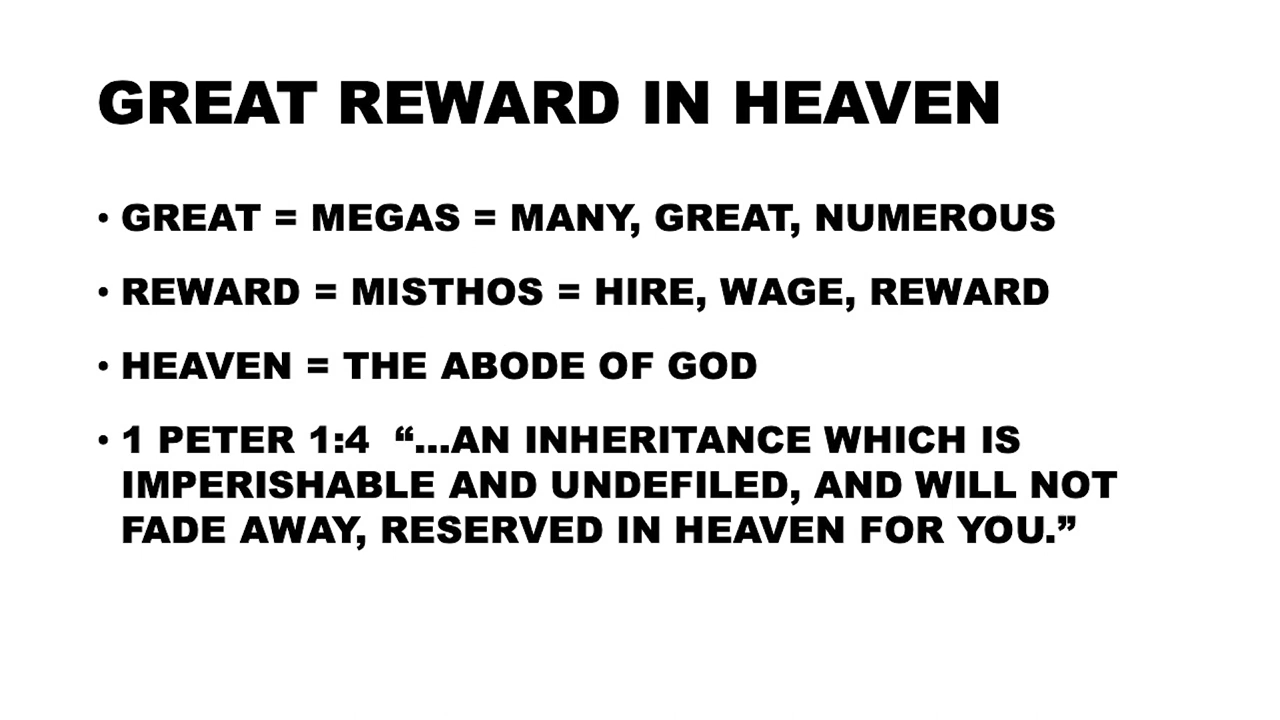 GREAT REWARD IN HEAVEN
• GREAT = MEGAS = MANY, GREAT, NUMEROUS
• REWARD = MISTHOS = HIRE, WAGE, REWARD
• HEAVEN = THE ABODE OF GOD
• 1 PETER 1:4  “…AN INHERITANCE WHICH IS
IMPERISHABLE AND UNDEFILED, AND WILL NOT
FADE AWAY, RESERVED IN HEAVEN FOR YOU.”